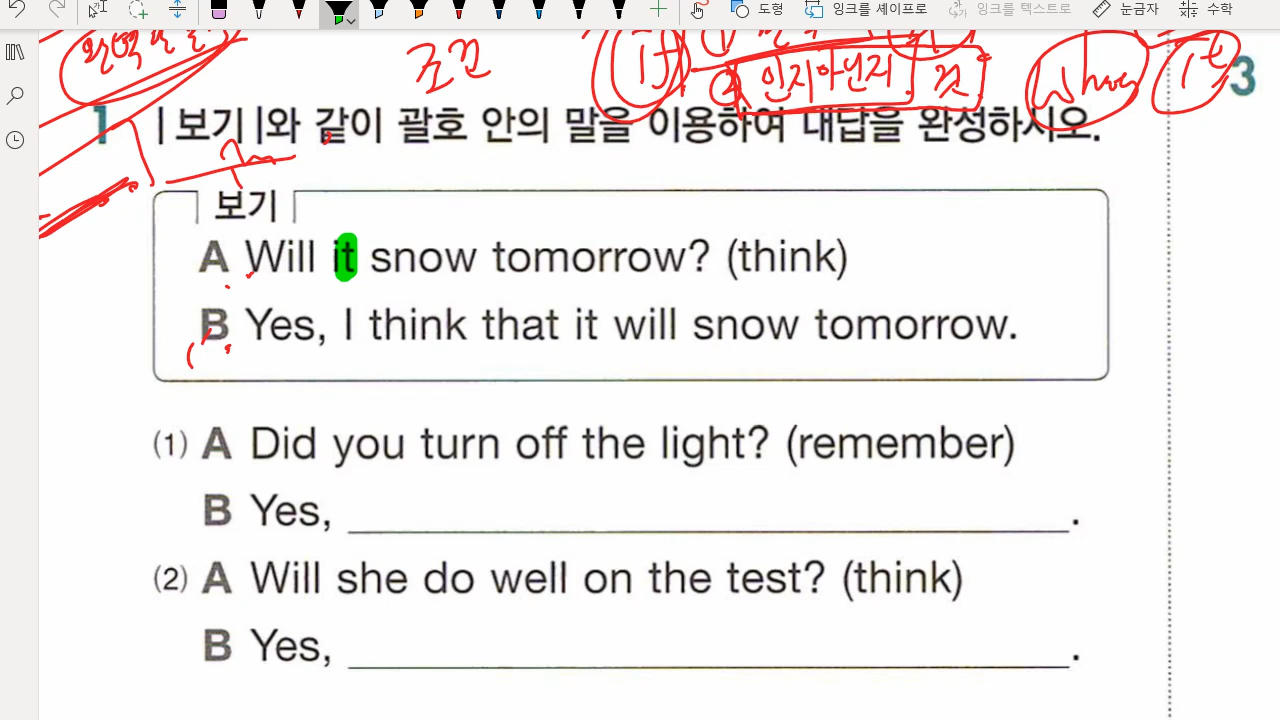 도형 잉크를 셰이프로 잉크를 텍스트로 눈금자 수학
조건 If 인지 아닌지 것 If
3
1 | 보기 |와 같이 괄호 안의 말을 이용하여 대답을 완성하시오.
보기
A Will it snow tomorrow? (think)
B Yes, I think that it will snow tomorrow.
(1) A Did you turn off the light? (remember)
B Yes, .
(2) A Will she do well on the test? (think)
B Yes, .